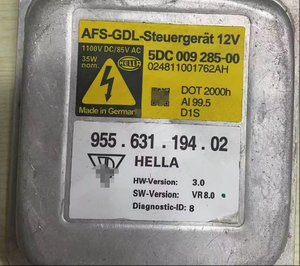 AFS-GDL-Steuergerät 12V
1100V DC/85V AC
35W
nom
HELLA
5DC 009 285-00
024811001762AH
DOT 2000h
AI 99.5
D1S
Made in Germany
955.631.194.02
HELLA
HW-Version: 3.0
SW-Version: VR8.0
Diagnostic-ID: 8